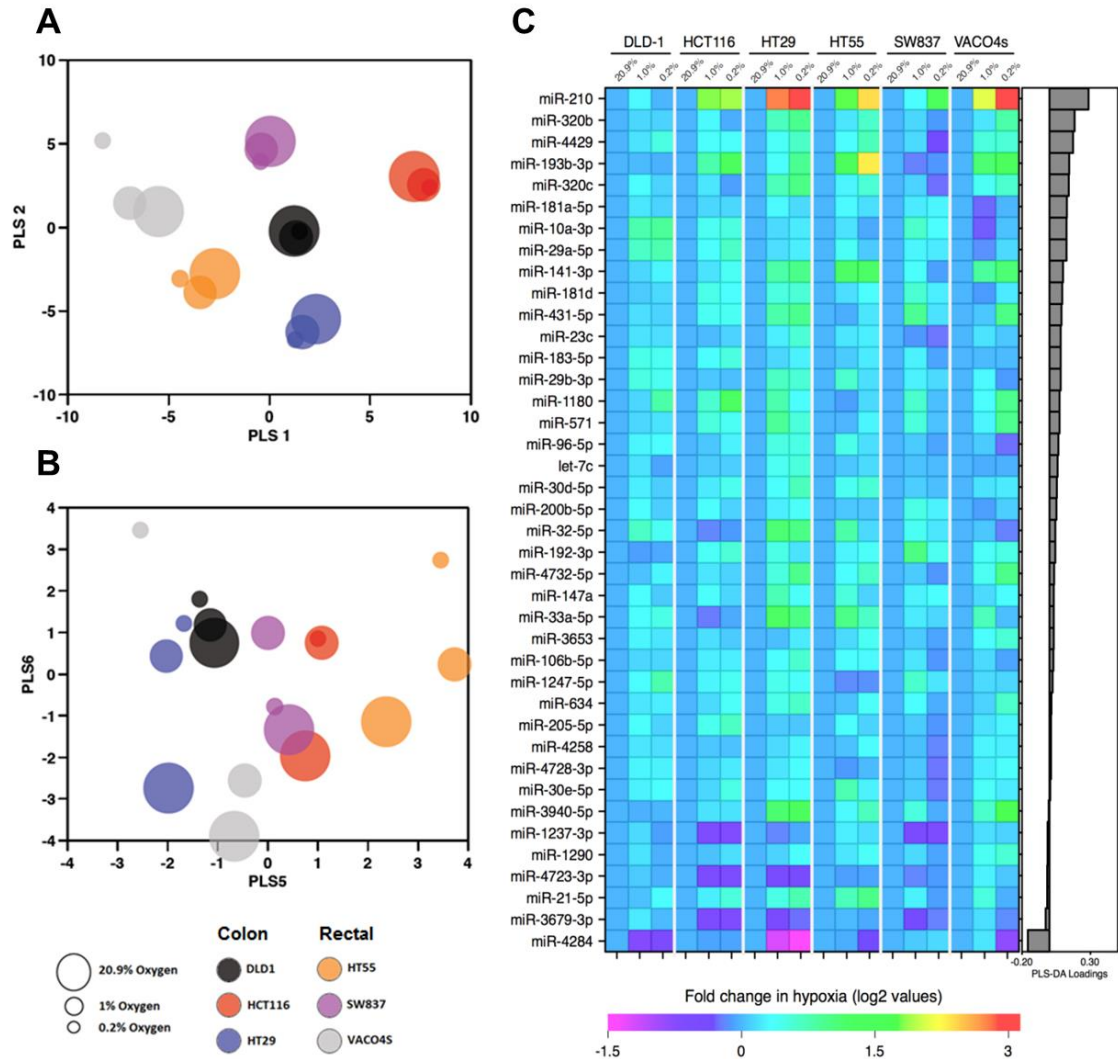 A
10
5
0
-5
-10
PLS 2
-10
-5
0
5
10
PLS 1
B
4
3
2
1
0
-1
-2
-3
-4
PLS6
-4
-3
-2
-1
0
1
2
3
4
PLS5
20.9% Oxygen
1% Oxygen
0.2% Oxygen
Colon
DLD1
HCT116
HT29
Rectal
HT55
SW837
VACO4S
C
DLD-1 HCT116 HT29 HT55 SW837 VACO4s
20.9% 1.0% 0.2% 20.9% 1.0% 0.2% 20.9% 1.0% 0.2% 20.9% 1.0% 0.2% 20.9% 1.0% 0.2% 20.9% 1.0% 0.2%
miR-210
miR-320b
miR-4429
miR-193b-3p
miR-320c
miR-181a-5p
miR-10a-3p
miR-29a-5p
miR-141-3p
miR-181d
miR-431-5p
miR-23c
miR-183-5p
miR-29b-3p
miR-1180
miR-571
miR-96-5p
let-7c
miR-30d-5p
miR-200b-5p
miR-32-5p
miR-192-3p
miR-4732-5p
miR-147a
miR-33a-5p
miR-3653
miR-106b-5p
miR-1247-5p
miR-634
miR-205-5p
miR-4258
miR-4728-3p
miR-30e-5p
miR-3940-5p
miR-1237-3p
miR-1290
miR-4723-3p
miR-21-5p
miR-3679-3p
miR-4284
-0.20 0.30
PLS-DA Loadings
Fold change in hypoxia (log2 values)
-1.5 0 1.5 3